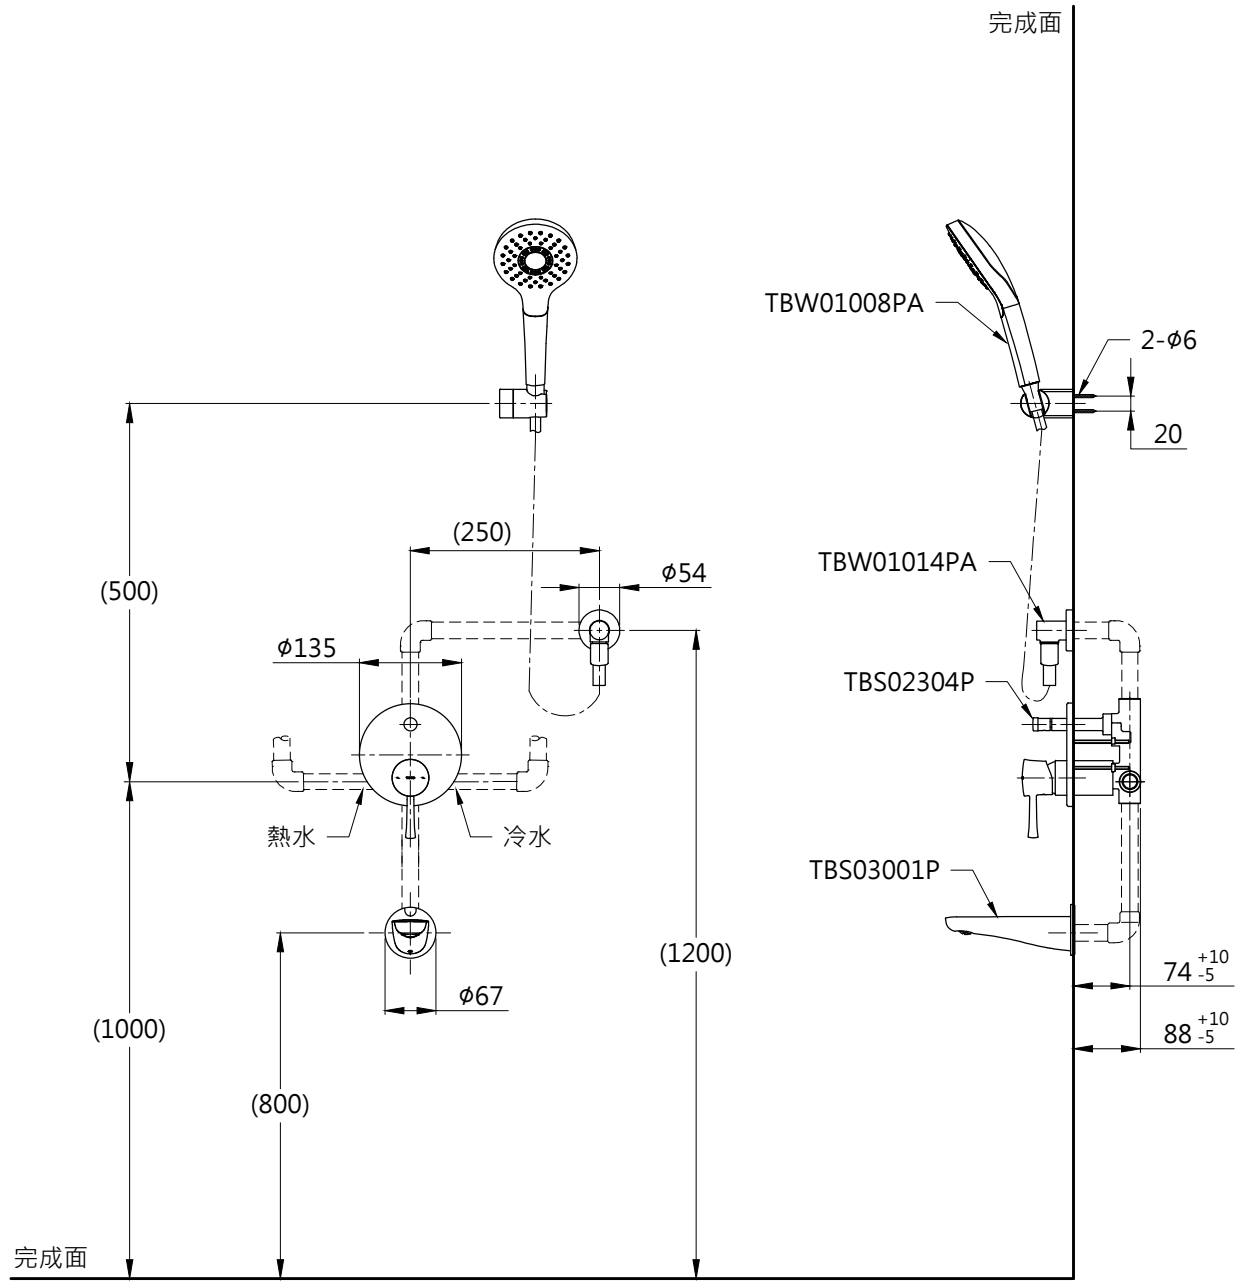 完成面
TBW01008PA
2-φ6
20
(250)
TBW01014PA
φ54
(500)
φ135
TBS02304P
熱水
冷水
TBS03001P
(1200)
74 +10 -5
φ67
(1000)
88 +10 -5
(800)
完成面